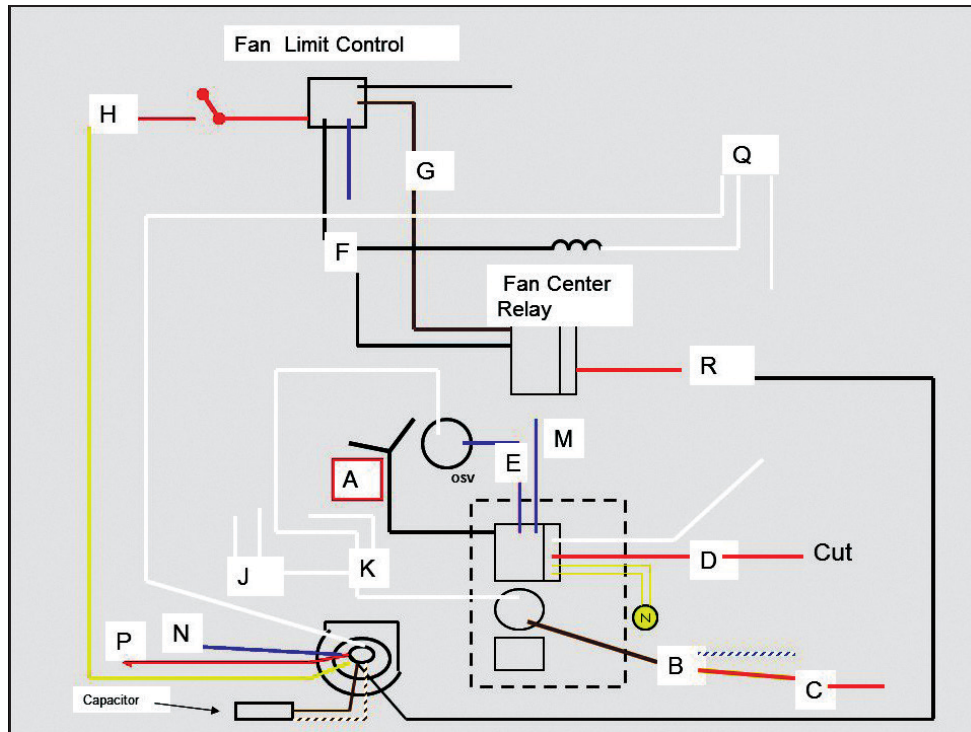 Fan Limit Control
H
Q
G
F
Fan Center
Relay
R
M
A
E
osv
D
Cut
J
K
N
P
Z
B
C
Capacitor